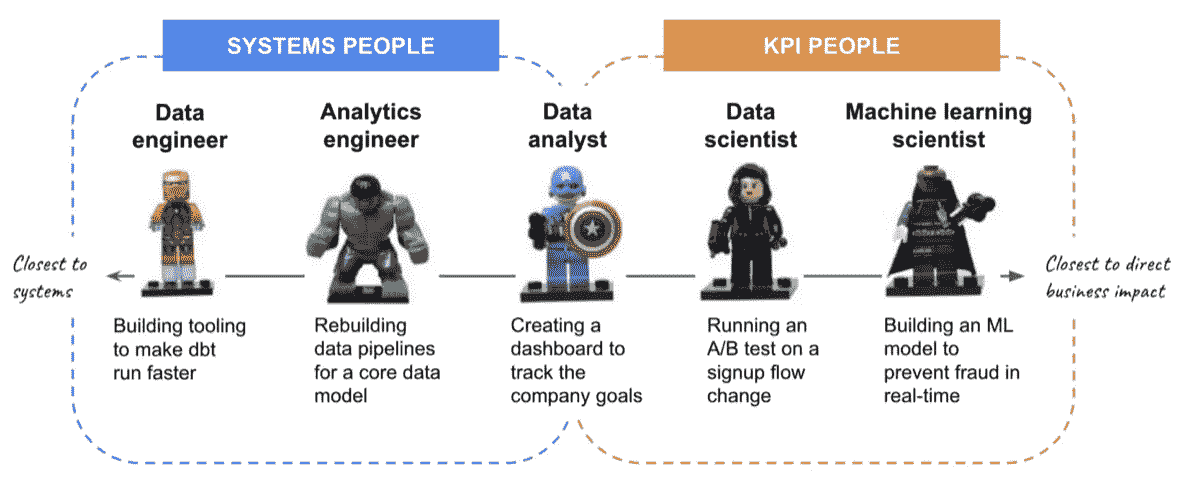 SYSTEMS PEOPLE
KPI PEOPLE
Data
engineer
Analytics
engineer
Data
analyst
Data
scientist
Machine learning
scientist
Closest to
systems
Closest to direct
business impact
Building tooling
to make dbt
run faster
Rebuilding
data pipelines
for a core data
model
Creating a
dashboard to
track the
company goals
Running an
A/B test on a
signup flow
change
Building an ML
model to
prevent fraud in
real-time